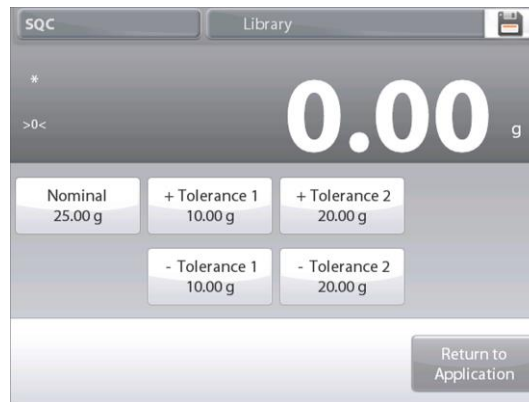 SQC
Library
*
>0<
0.00 g
Nominal
25.00 g
+ Tolerance 1
10.00 g
+ Tolerance 2
20.00 g
- Tolerance 1
10.00 g
- Tolerance 2
20.00 g
Return to
Application